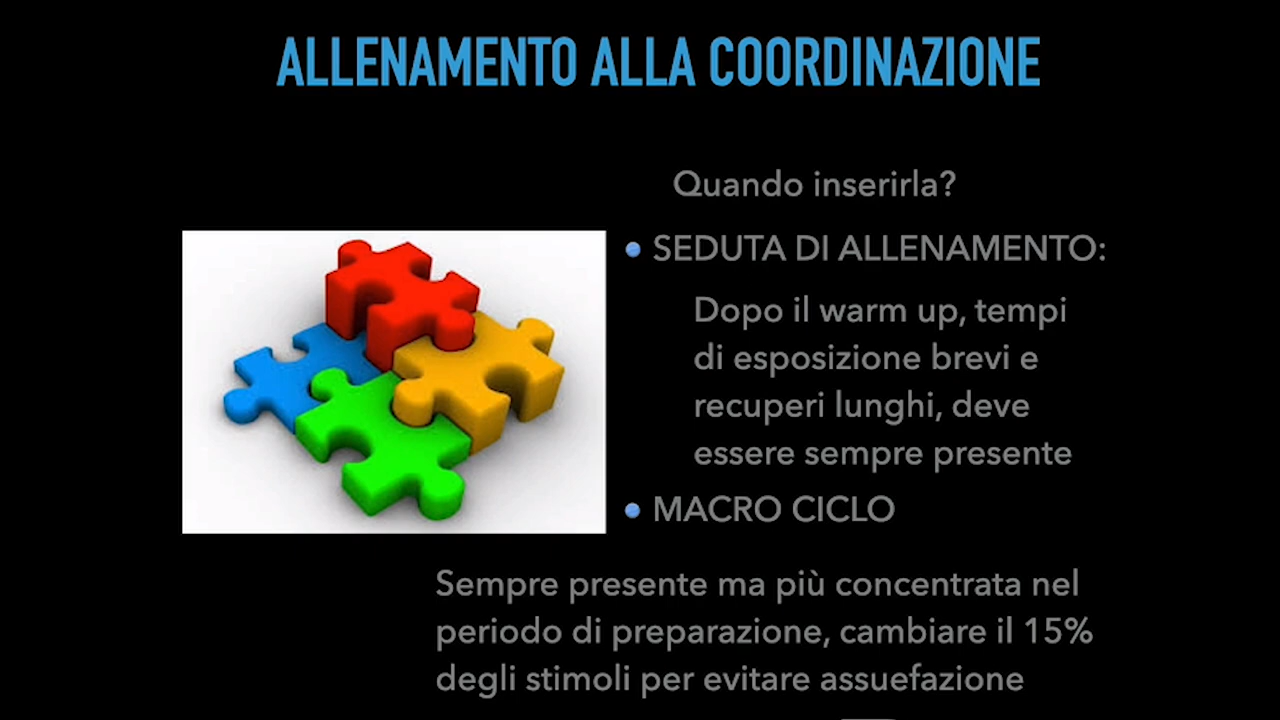 ALLENAMENTO ALLA COORDINAZIONE
Quando inserirla?
SEDUTA DI ALLENAMENTO:
Dopo il warm up, tempi
di esposizione brevi e
recuperi lunghi, deve
essere sempre presente
MACRO CICLO
Sempre presente ma più concentrata nel
periodo di preparazione, cambiare il 15%
degli stimoli per evitare assuefazione